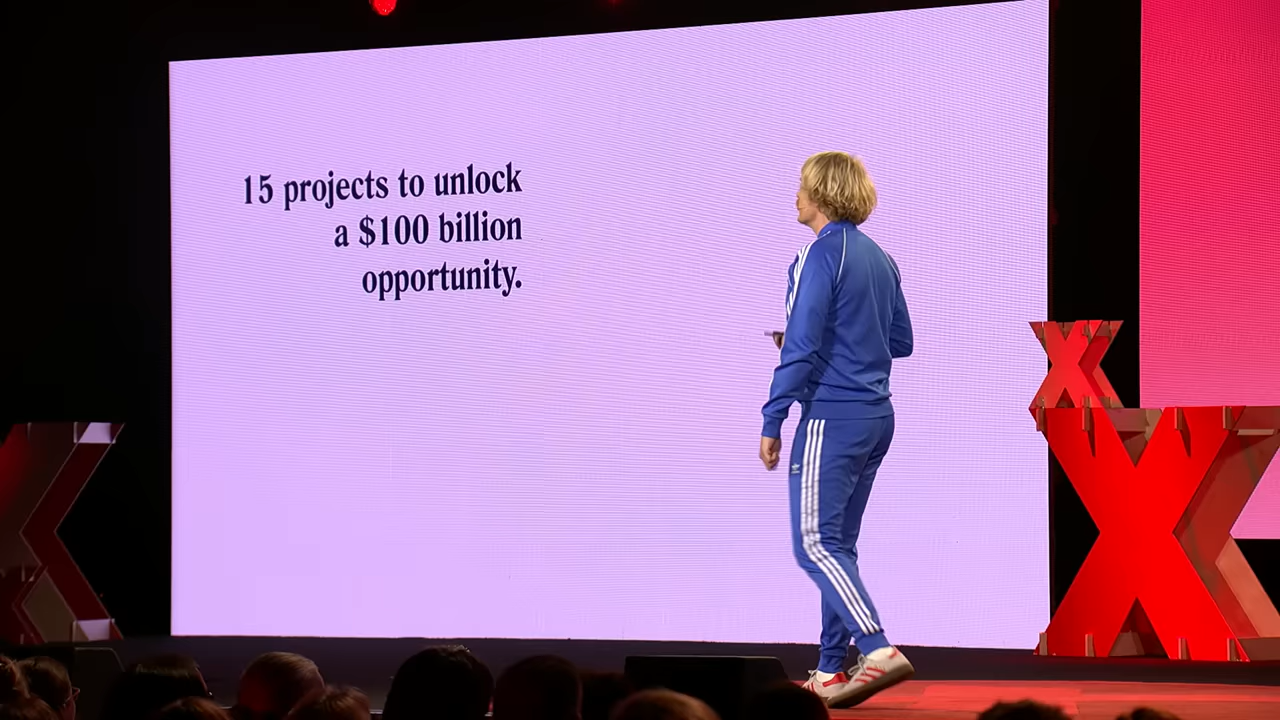 15 projects to unlock
a $100 billion
opportunity.
X
X